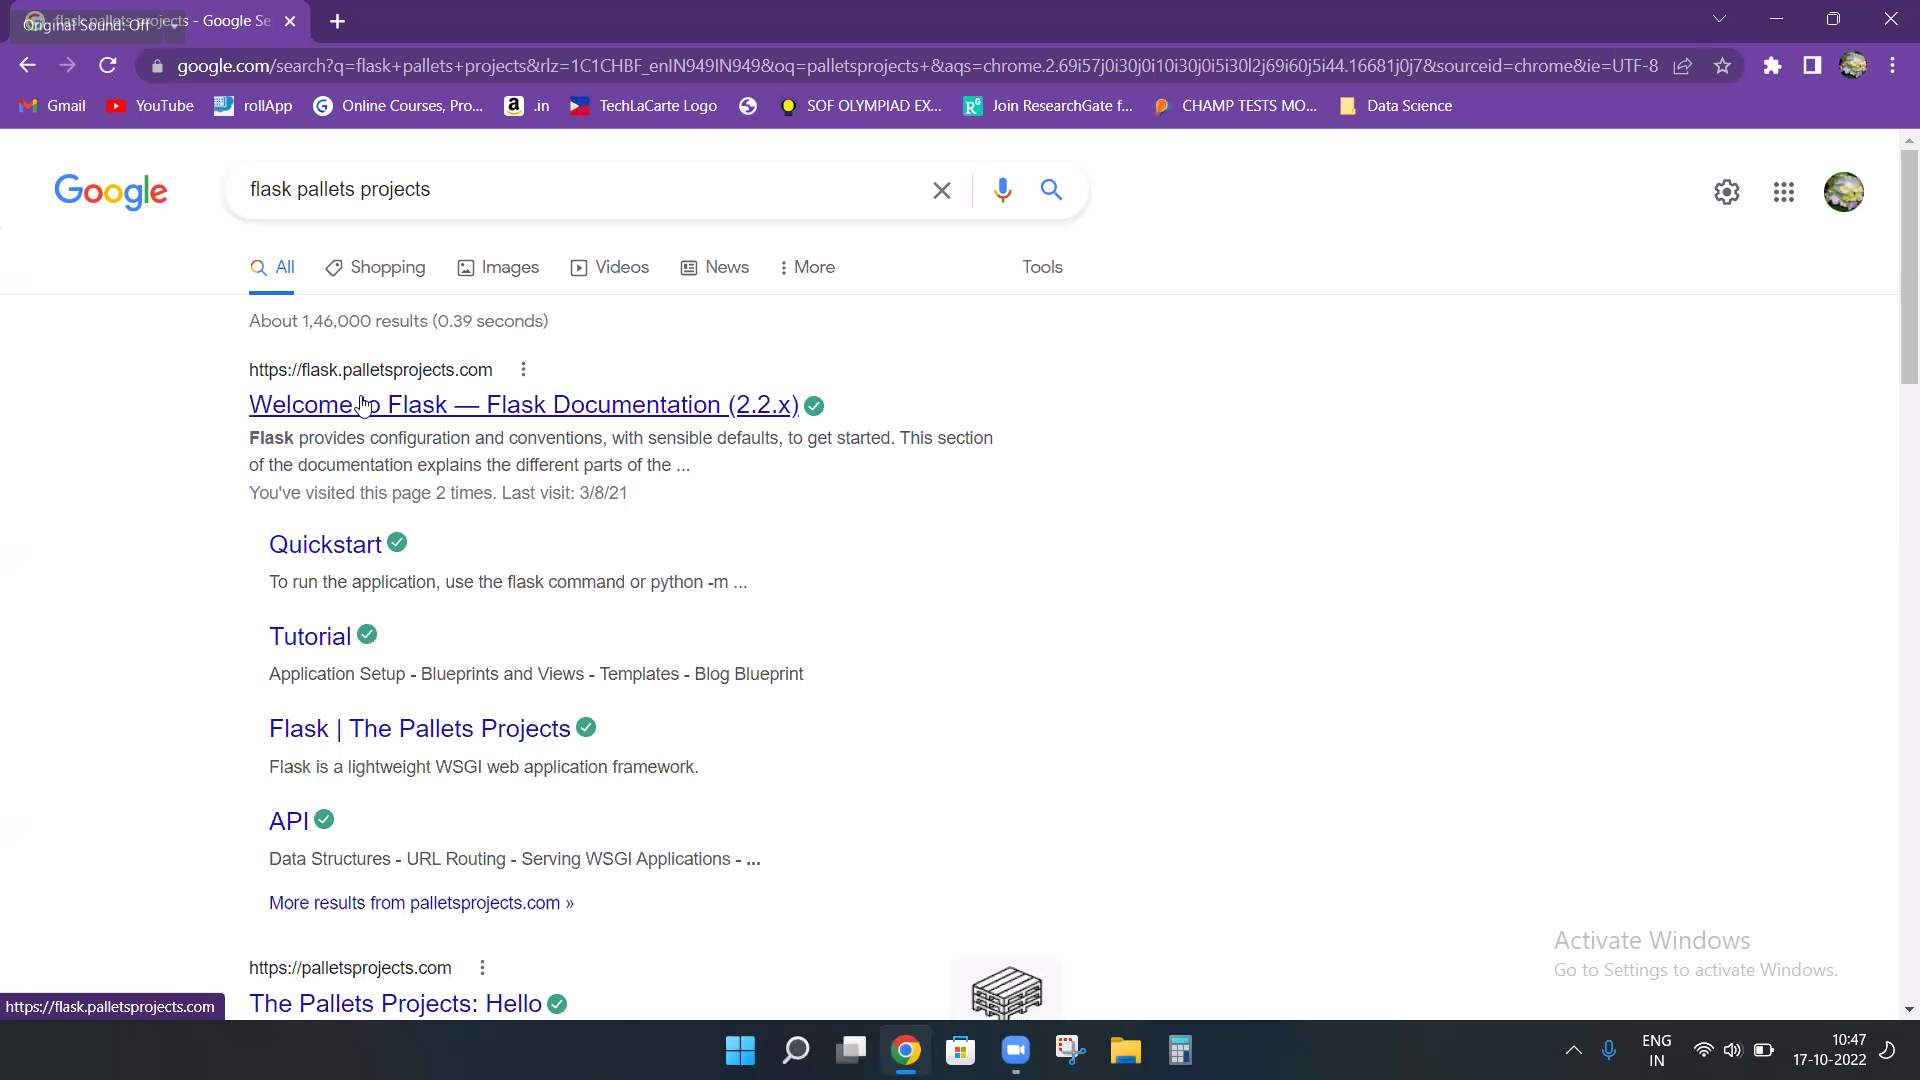 flask pallets projects - Google Se
Original Sound: Off
google.com/search?q=flask+pallets+projects&rlz=1C1CHBF_enIN949IN949&oq=palletsprojects+&aqs=chrome.2.69i57j0i30j0i10i30j0i5i30l2j69i60j5i44.16681j0j7&sourceid=chrome&ie=UTF-8
Gmail YouTube rollApp Online Courses, Pro... .in TechLaCarte Logo SOF OLYMPIAD EX... Join ResearchGate f... CHAMP TESTS MO... Data Science
Google flask pallets projects
All Shopping Images Videos News More Tools
About 1,46,000 results (0.39 seconds)
https://flask.palletsprojects.com
Welcome to Flask — Flask Documentation (2.2.x)
Flask provides configuration and conventions, with sensible defaults, to get started. This section
of the documentation explains the different parts of the ...
You've visited this page 2 times. Last visit: 3/8/21
Quickstart
To run the application, use the flask command or python -m ...
Tutorial
Application Setup - Blueprints and Views - Templates - Blog Blueprint
Flask | The Pallets Projects
Flask is a lightweight WSGI web application framework.
API
Data Structures - URL Routing - Serving WSGI Applications - ...
More results from palletsprojects.com »
https://palletsprojects.com
The Pallets Projects: Hello
Activate Windows
Go to Settings to activate Windows.
https://flask.palletsprojects.com
ENG
IN
10:47
17-10-2022